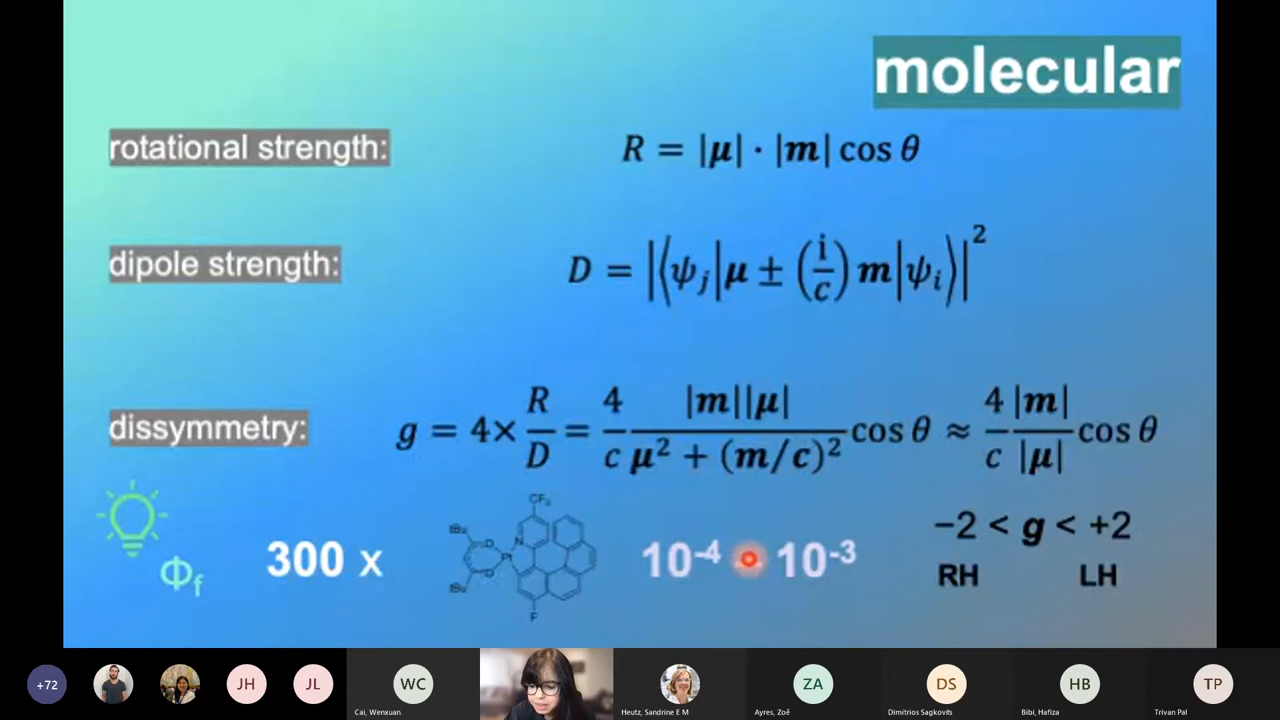 molecular
rotational strength: R = |μ| · |m| cos θ
dipole strength: D = |⟨ψⱼ|μ ± (i/c) m|ψᵢ⟩|²
dissymmetry: g = 4× R/D = 4/c |m||μ|/(μ² + (m/c)²) cos θ ≈ 4/c |m|/|μ| cos θ
Φf 300 x 10⁻⁴ 10⁻³ −2 < g < +2
RH LH
CF₃
N
O Pt
O
F
+72 JH JL WC ZA DS HB TP
Cai, Wenxuan Heutz, Sandrine E M Ayres, Zoë Dimitrios Sagkovits Bibi, Hafiza Trivan Pal